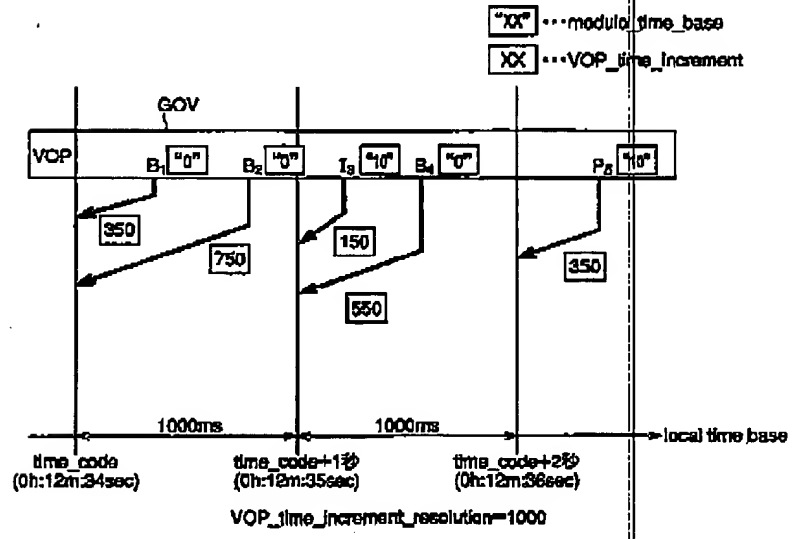 "XX" ･･･modulo_time_base
XX ･･･VOP_time_increment
GOV
VOP B1 "0" B2 "0" I3 "10" B4 "0" P5 "10"
350
750
150
550
350
1000ms 1000ms
local time base
time_code time_code+1秒 time_code+2秒
(0h:12m:34sec) (0h:12m:35sec) (0h:12m:36sec)
VOP_time_increment_resolution=1000